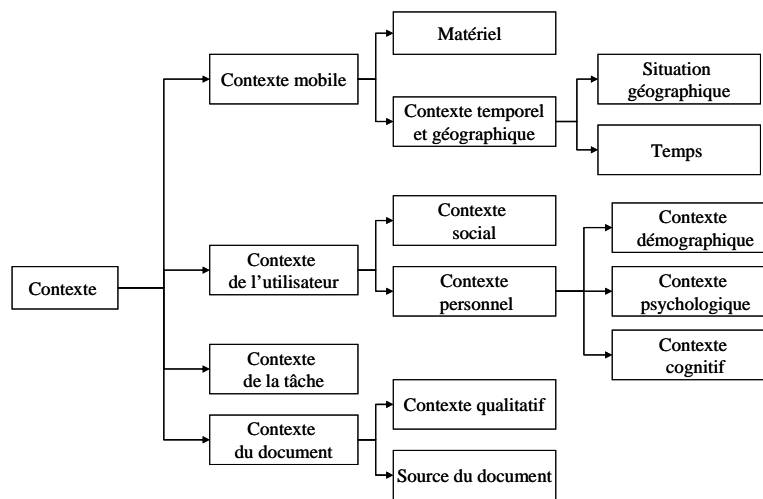 Contexte
Contexte mobile
Matériel
Contexte temporel
et géographique
Situation
géographique
Temps
Contexte
de l’utilisateur
Contexte
social
Contexte
personnel
Contexte
démographique
Contexte
psychologique
Contexte
cognitif
Contexte
de la tâche
Contexte
du document
Contexte qualitatif
Source du document